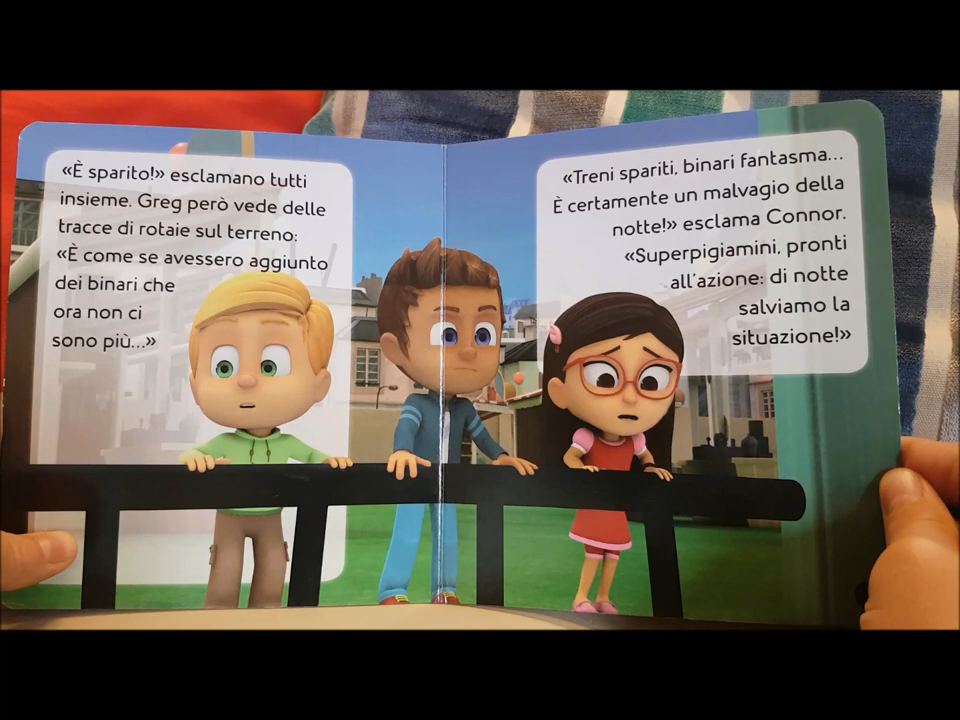 «È sparito!» esclamano tutti
insieme. Greg però vede delle
tracce di rotaie sul terreno:
«È come se avessero aggiunto
dei binari che
ora non ci
sono più...»
«Treni spariti, binari fantasma...
È certamente un malvagio della
notte!» esclama Connor.
«Superpigiamini, pronti
all'azione: di notte
salviamo la
situazione!»